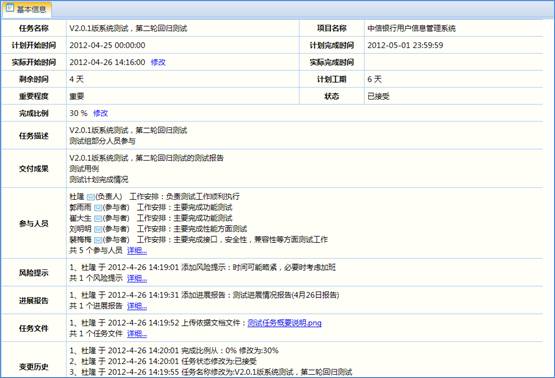 基本信息
任务名称 V2.0.1版系统测试，第二轮回归测试 项目名称 中信银行用户信息管理系统
计划开始时间 2012-04-25 00:00:00 计划完成时间 2012-05-01 23:59:59
实际开始时间 2012-04-26 14:16:00 修改 实际完成时间
剩余时间 4 天 计划工期 6 天
重要程度 重要 状态 已接受
完成比例 30 % 修改
任务描述 V2.0.1版系统测试，第二轮回归测试
测试组部分人员参与
交付成果 V2.0.1版系统测试，第二轮回归测试的测试报告
测试用例
测试计划完成情况
参与人员 杜隆 (负责人) 工作安排：负责测试工作顺利执行
郭雨雨 (参与者) 工作安排：主要完成功能测试
崔大生 (参与者) 工作安排：主要完成功能测试
刘明明 (参与者) 工作安排：主要完成性能方面测试
裴梅梅 (参与者) 工作安排：主要完成接口，安全性，兼容性等方面测试工作
共 5 个参与人员 详细...
风险提示 1、杜隆 于 2012-4-26 14:19:01 添加风险提示：时间可能略紧，必要时考虑加班
共 1 个风险提示 详细...
进展报告 1、杜隆 于 2012-4-26 14:19:31 添加进展报告：测试进展情况报告(4月26日报告)
共 1 个进展报告 详细...
任务文件 1、杜隆 于 2012-4-26 14:19:52 上传依据文档文件：测试任务概要说明.png
共 1 个任务文件 详细...
变更历史 1、杜隆 于 2012-4-26 14:20:01 完成比例从：0% 修改为:30%
2、杜隆 于 2012-4-26 14:20:01 任务状态修改为:已接受
3、杜隆 于 2012-4-26 14:19:55 任务名称修改为:V2.0.1版系统测试，第二轮回归测试